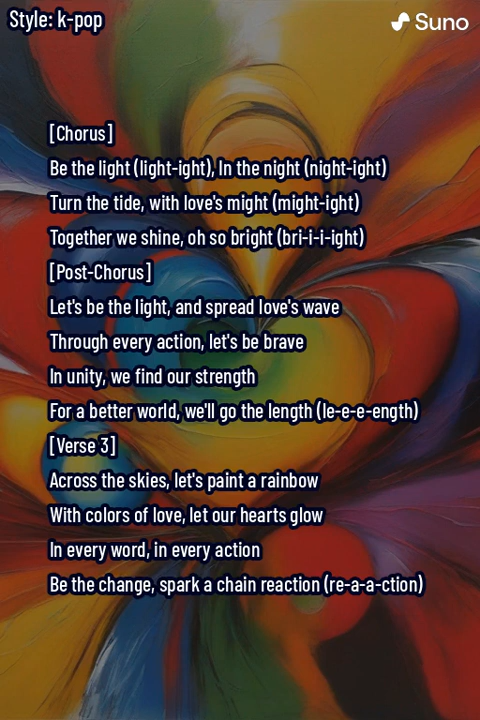 Style: k-pop
Suno
[Chorus]
Be the light (light-ight), In the night (night-ight)
Turn the tide, with love's might (might-ight)
Together we shine, oh so bright (bri-i-i-ight)
[Post-Chorus]
Let's be the light, and spread love's wave
Through every action, let's be brave
In unity, we find our strength
For a better world, we'll go the length (le-e-e-ength)
[Verse 3]
Across the skies, let's paint a rainbow
With colors of love, let our hearts glow
In every word, in every action
Be the change, spark a chain reaction (re-a-a-ction)